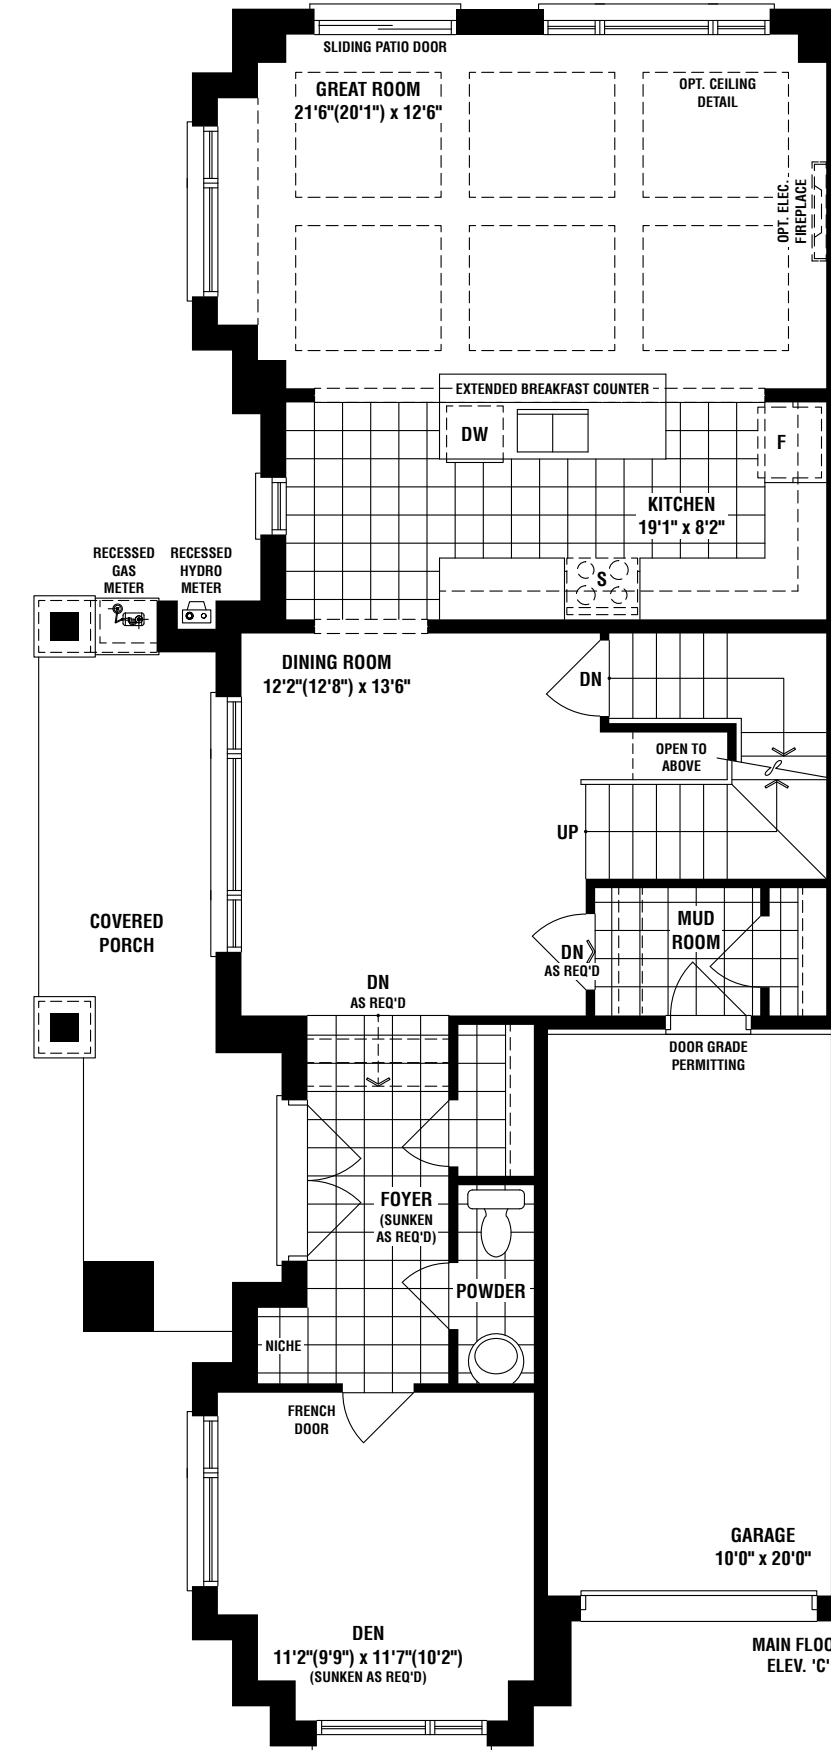 SLIDING PATIO DOOR
GREAT ROOM
21'6"(20'1") x 12'6"
OPT. CEILING
DETAIL
OPT. ELEC.
FIREPLACE
EXTENDED BREAKFAST COUNTER
DW
F
KITCHEN
19'1" x 8'2"
S
RECESSED
GAS
METER
RECESSED
HYDRO
METER
DINING ROOM
12'2"(12'8") x 13'6"
DN
OPEN TO
ABOVE
UP
COVERED
PORCH
MUD
ROOM
DN
AS REQ'D
DN
AS REQ'D
DOOR GRADE
PERMITTING
FOYER
(SUNKEN
AS REQ'D)
POWDER
NICHE
FRENCH
DOOR
GARAGE
10'0" x 20'0"
DEN
11'2"(9'9") x 11'7"(10'2")
(SUNKEN AS REQ'D)
MAIN FLOO
ELEV. 'C'